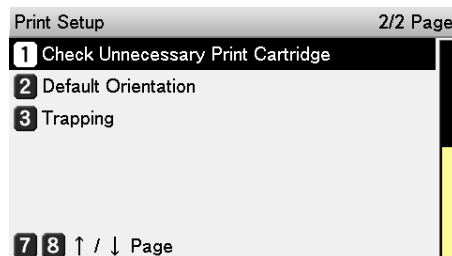 Print Setup 2/2 Page
1 Check Unnecessary Print Cartridge
2 Default Orientation
3 Trapping
7 8 ↑ / ↓ Page